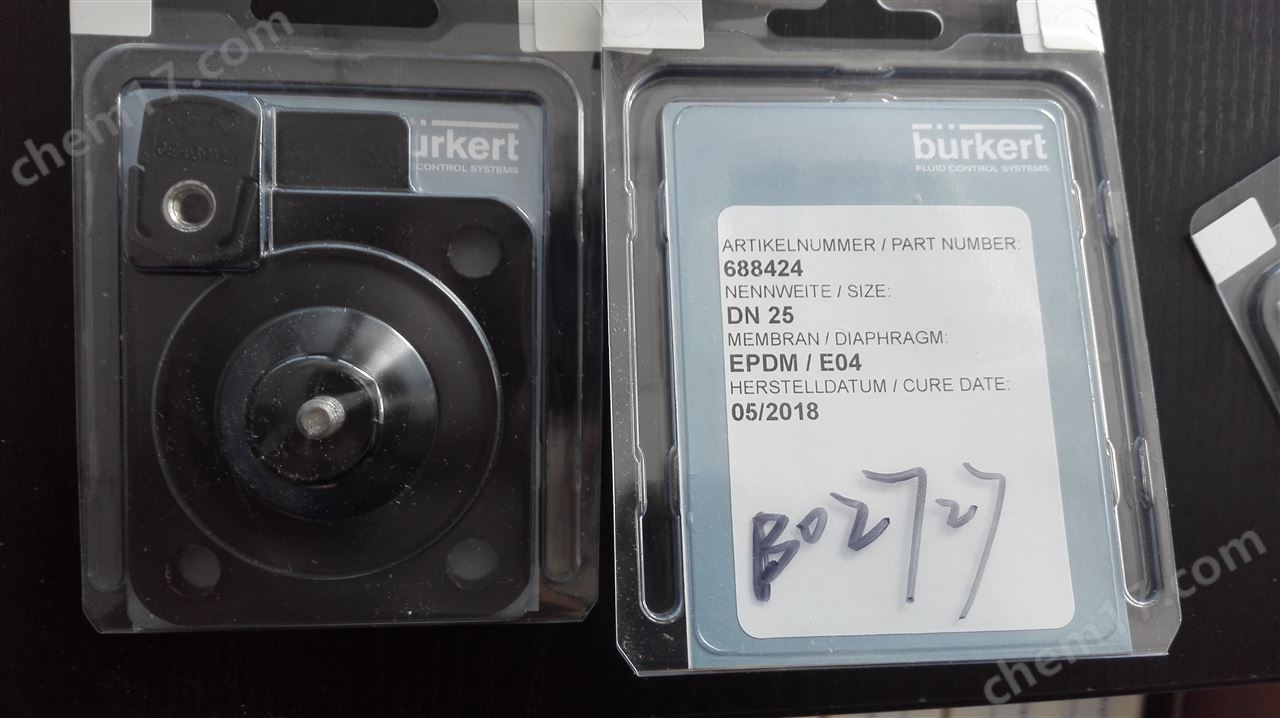 chem17.com
bürkert
CONTROL SYSTEMS
bürkert
FLUID CONTROL SYSTEMS
ARTIKELNUMMER / PART NUMBER:
688424
NENNWEITE / SIZE:
DN 25
MEMBRAN / DIAPHRAGM:
EPDM / E04
HERSTELLDATUM / CURE DATE:
05/2018
B02727
chem17.com